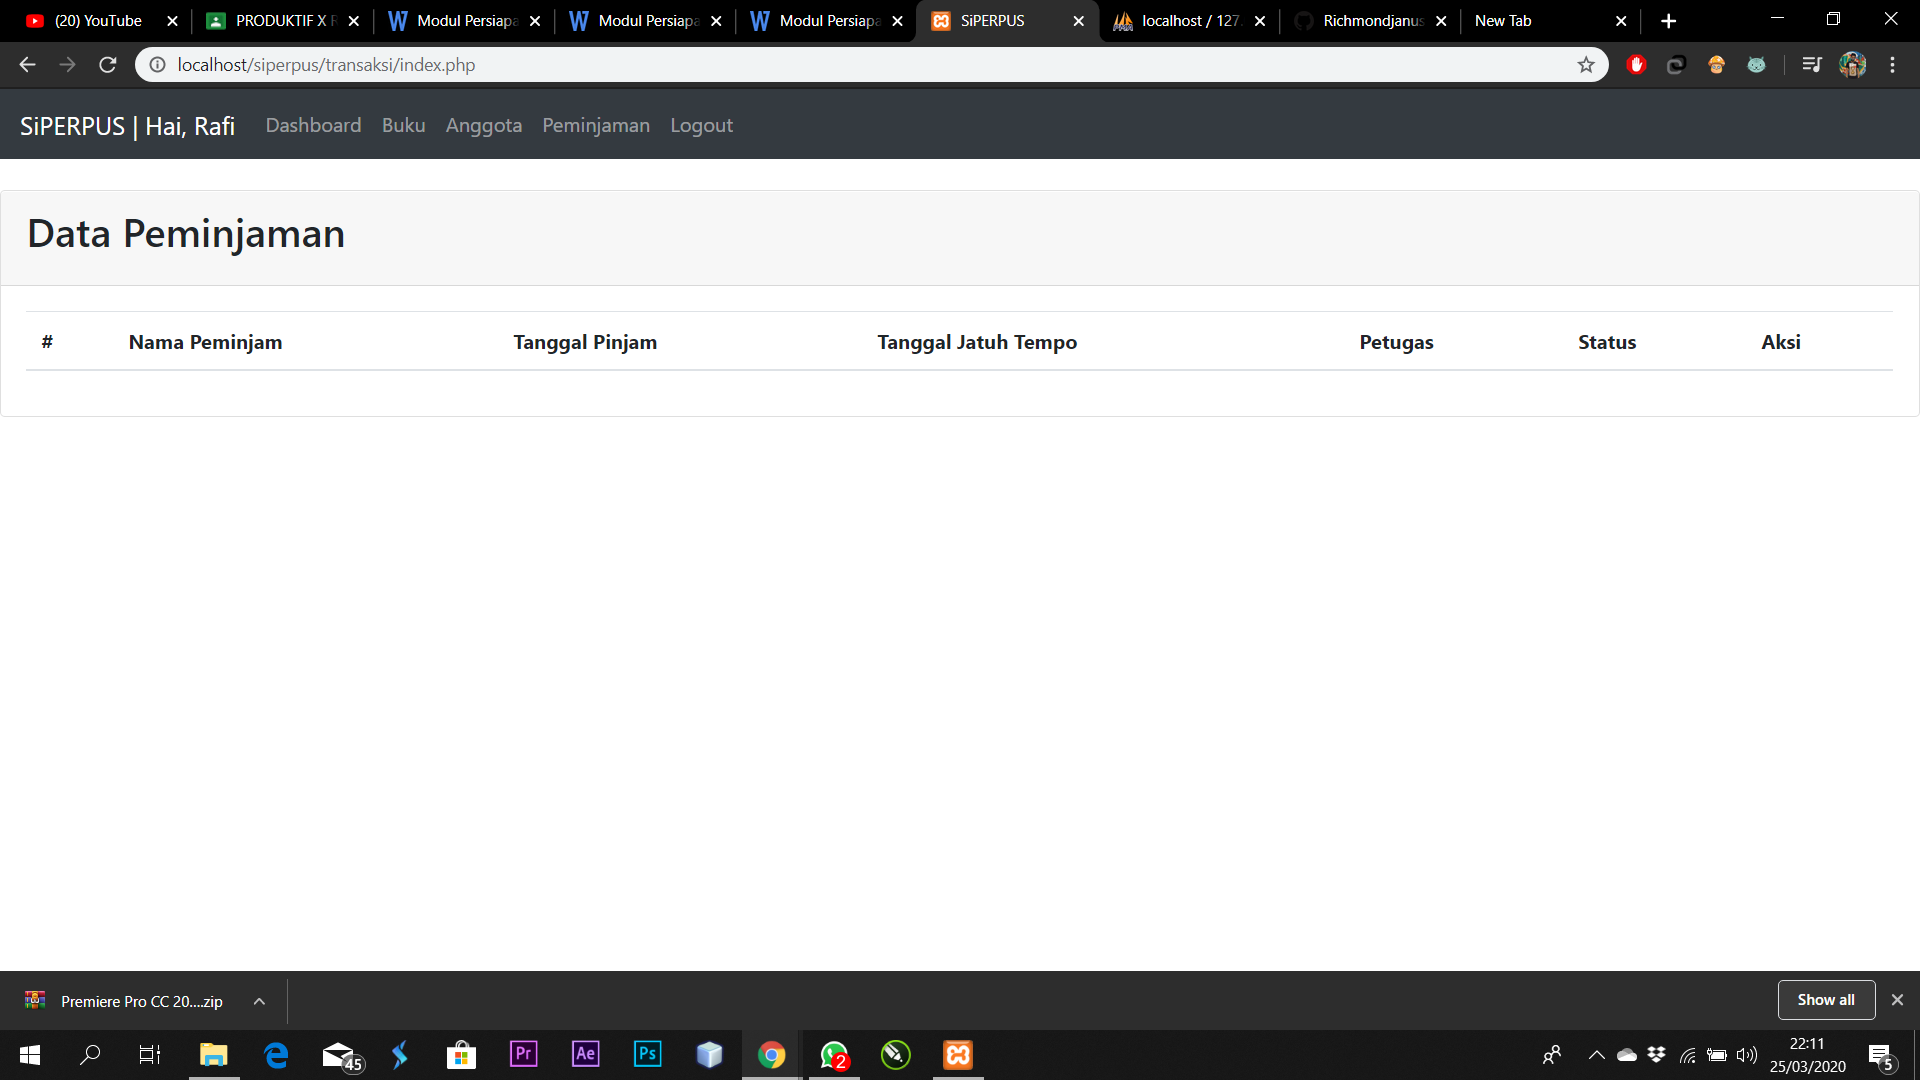 (20) YouTube
PRODUKTIF X R
Modul Persiapa
Modul Persiapa
Modul Persiapa
SiPERPUS
localhost / 127.
Richmondjanus
New Tab
localhost/siperpus/transaksi/index.php
SiPERPUS | Hai, Rafi
Dashboard
Buku
Anggota
Peminjaman
Logout
Data Peminjaman
# Nama Peminjam Tanggal Pinjam Tanggal Jatuh Tempo Petugas Status Aksi
Premiere Pro CC 20....zip
Show all
45
Pr
Ae
Ps
2
22:11
25/03/2020
5